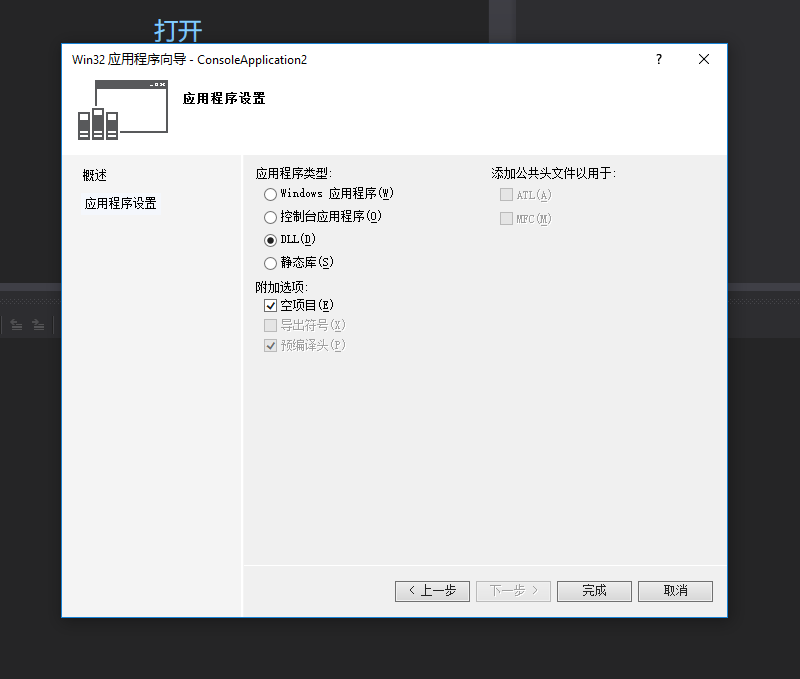 打开
Win32 应用程序向导 - ConsoleApplication2
?
应用程序设置
概述
应用程序设置
应用程序类型:
Windows 应用程序(W)
控制台应用程序(O)
DLL(D)
静态库(S)
附加选项:
空项目(E)
导出符号(X)
预编译头(P)
添加公共头文件以用于:
ATL(A)
MFC(M)
< 上一步
下一步 >
完成
取消